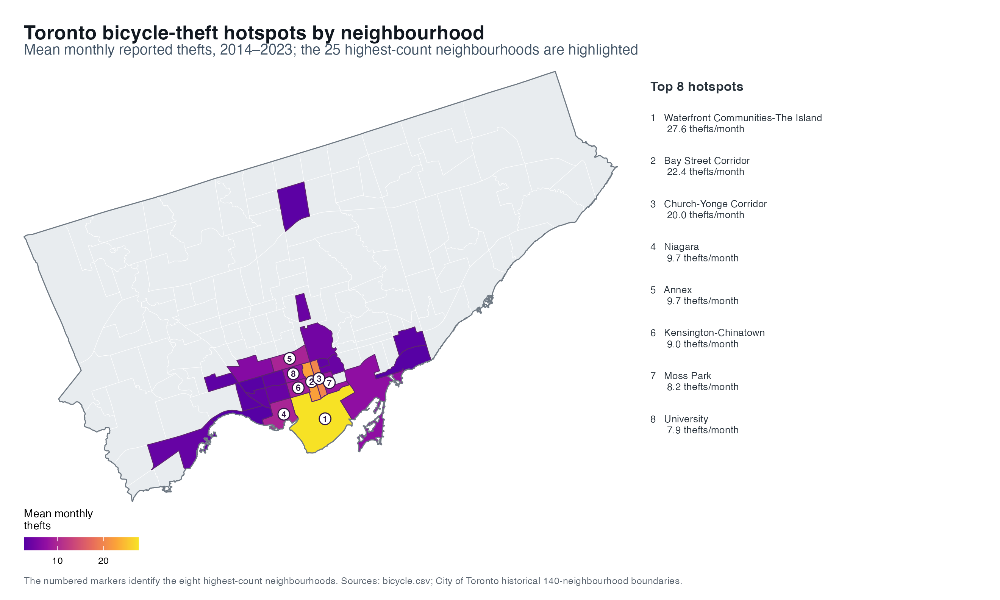 Toronto bicycle-theft hotspots by neighbourhood
Mean monthly reported thefts, 2014–2023; the 25 highest-count neighbourhoods are highlighted
Top 8 hotspots
1 Waterfront Communities-The Island
27.6 thefts/month
2 Bay Street Corridor
22.4 thefts/month
3 Church-Yonge Corridor
20.0 thefts/month
4 Niagara
9.7 thefts/month
5 Annex
9.7 thefts/month
6 Kensington-Chinatown
9.0 thefts/month
7 Moss Park
8.2 thefts/month
8 University
7.9 thefts/month
5
8
2
3
7
6
4
1
Mean monthly
thefts
10 20
The numbered markers identify the eight highest-count neighbourhoods. Sources: bicycle.csv; City of Toronto historical 140-neighbourhood boundaries.